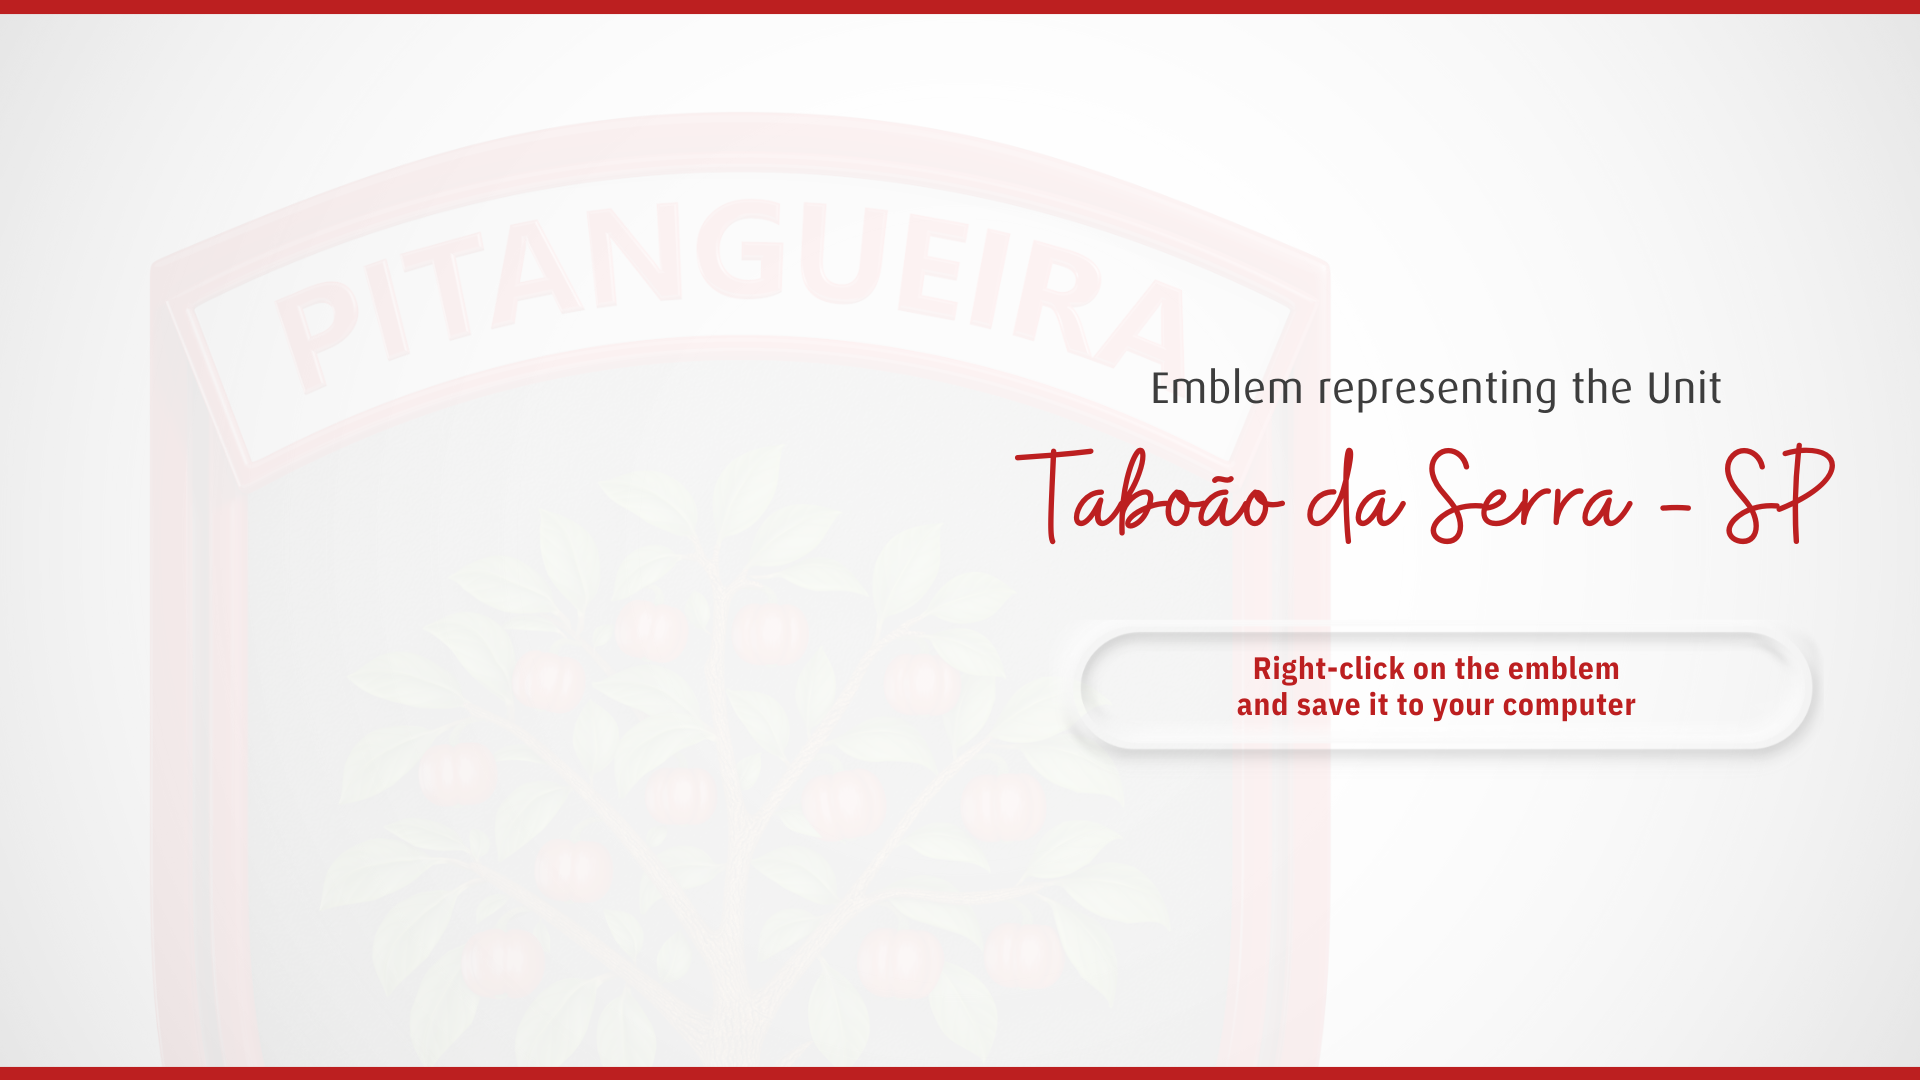 PITANGUEIRA
Emblem representing the Unit
Taboão da Serra - SP
Right-click on the emblem
and save it to your computer